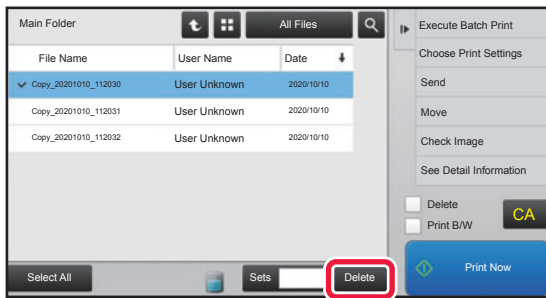 Main Folder
All Files
File Name
User Name
Date
Copy_20201010_112030
User Unknown
2020/10/10
Copy_20201010_112031
User Unknown
2020/10/10
Copy_20201010_112032
User Unknown
2020/10/10
Select All
Sets
Delete
Execute Batch Print
Choose Print Settings
Send
Move
Check Image
See Detail Information
Delete
Print B/W
CA
Print Now